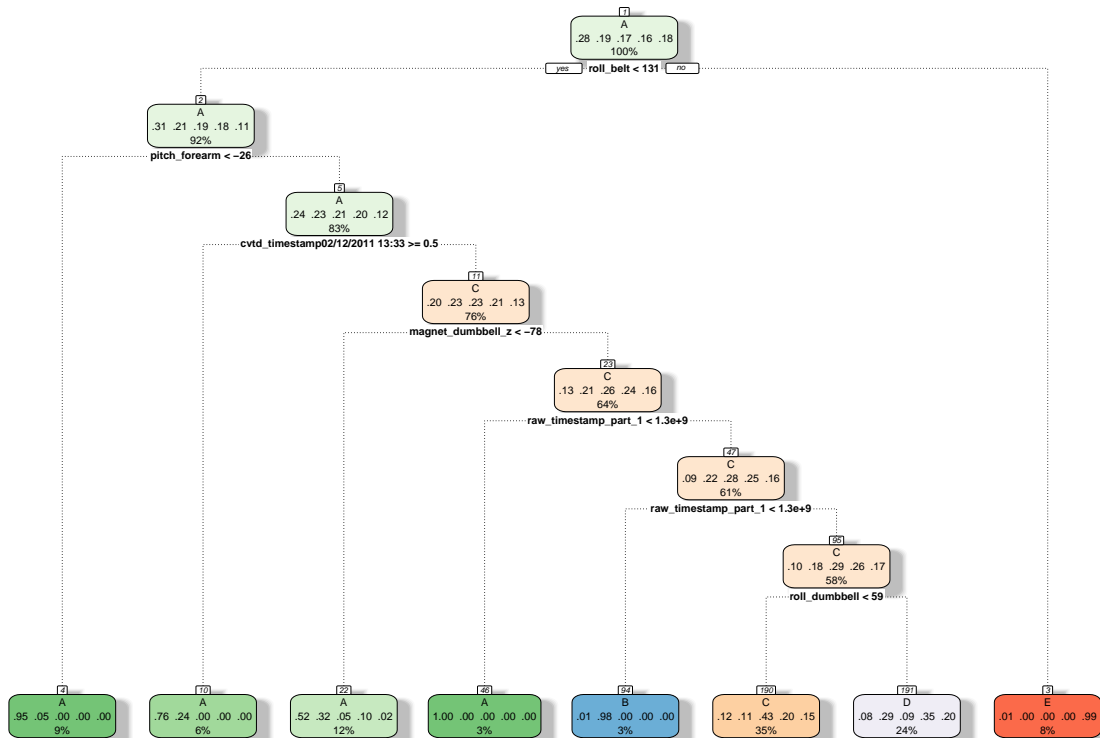 1
A
.28 .19 .17 .16 .18
100%
yes roll_belt < 131 no
2
A
.31 .21 .19 .18 .11
92%
pitch_forearm < −26
5
A
.24 .23 .21 .20 .12
83%
cvtd_timestamp02/12/2011 13:33 >= 0.5
11
C
.20 .23 .23 .21 .13
76%
magnet_dumbbell_z < −78
23
C
.13 .21 .26 .24 .16
64%
raw_timestamp_part_1 < 1.3e+9
47
C
.09 .22 .28 .25 .16
61%
raw_timestamp_part_1 < 1.3e+9
95
C
.10 .18 .29 .26 .17
58%
roll_dumbbell < 59
4
A
.95 .05 .00 .00 .00
9%
10
A
.76 .24 .00 .00 .00
6%
22
A
.52 .32 .05 .10 .02
12%
46
A
1.00 .00 .00 .00 .00
3%
94
B
.01 .98 .00 .00 .00
3%
190
C
.12 .11 .43 .20 .15
35%
191
D
.08 .29 .09 .35 .20
24%
3
E
.01 .00 .00 .00 .99
8%